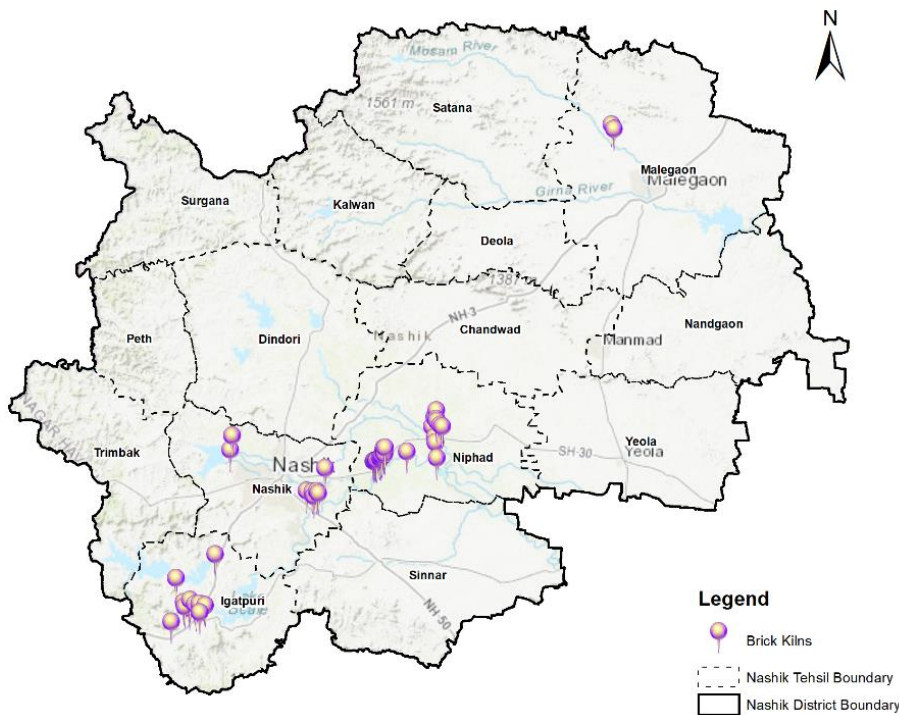 N
Mosam River
1561 m
Satana
Malegaon
Malegaon
Girna River
Surgana
Kalwan
Deola
1381
NH 3
Chandwad
Nandgaon
Manmad
Nashik
Peth
Dindori
Yeola
Yeola
SH-30
Niphad
Trimbak
Nashik
Sinnar
NH 50
Igatpuri
Legend
Brick Kilns
Nashik Tehsil Boundary
Nashik District Boundary